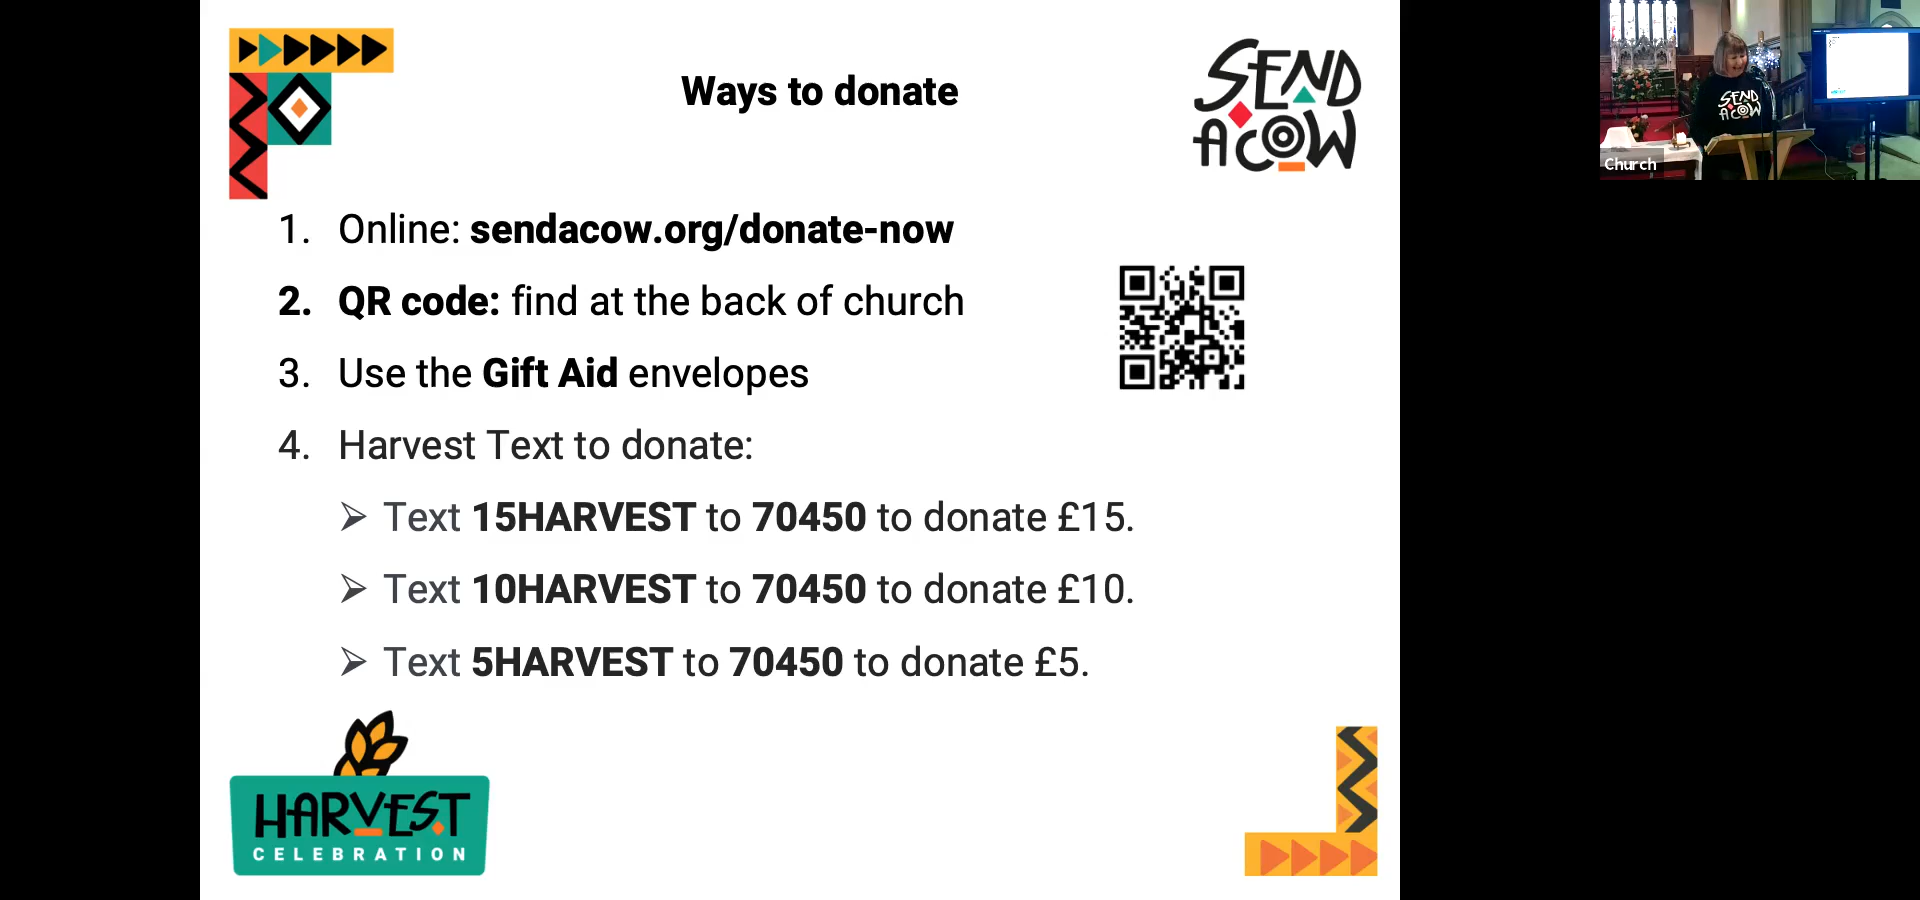 Ways to donate
SEND
A COW
1. Online: sendacow.org/donate-now
2. QR code: find at the back of church
3. Use the Gift Aid envelopes
4. Harvest Text to donate:
➢ Text 15HARVEST to 70450 to donate £15.
➢ Text 10HARVEST to 70450 to donate £10.
➢ Text 5HARVEST to 70450 to donate £5.
HARVEST
CELEBRATION
SEND
A COW
Church